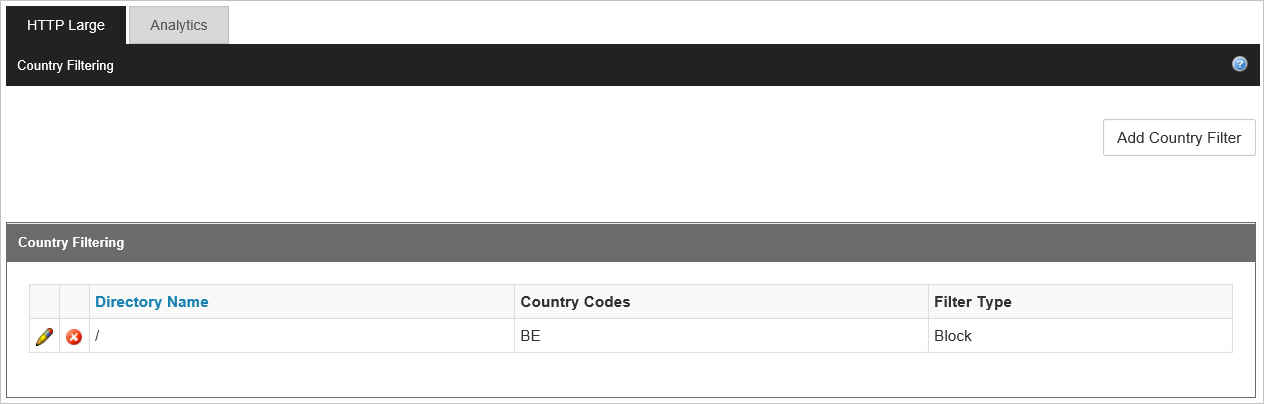 HTTP Large Analytics
Country Filtering
Add Country Filter
Country Filtering
Directory Name Country Codes Filter Type
/ BE Block